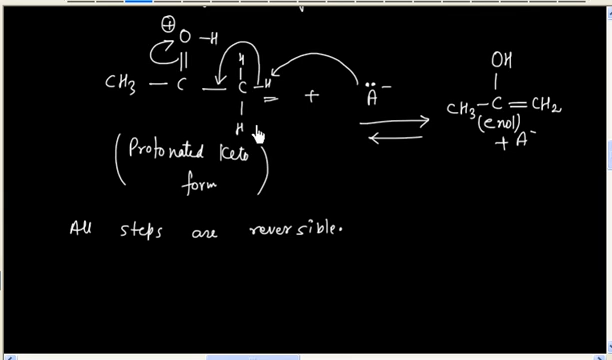 ⊕
O - H
H
CH3 - C - C - H + Ä⁻
H
(Protonated Keto form)
OH
CH3 - C = CH2
(enol)
+ A⁻
All steps are reversible.